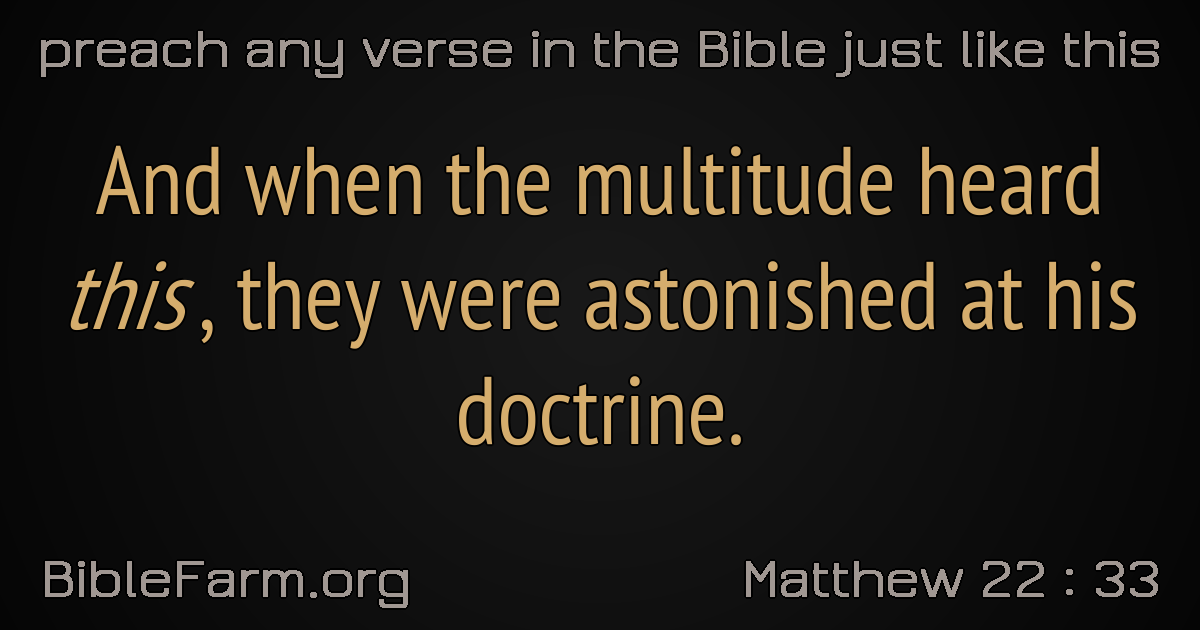 preach any verse in the Bible just like this
And when the multitude heard
this, they were astonished at his
doctrine.
BibleFarm.org
Matthew 22 : 33